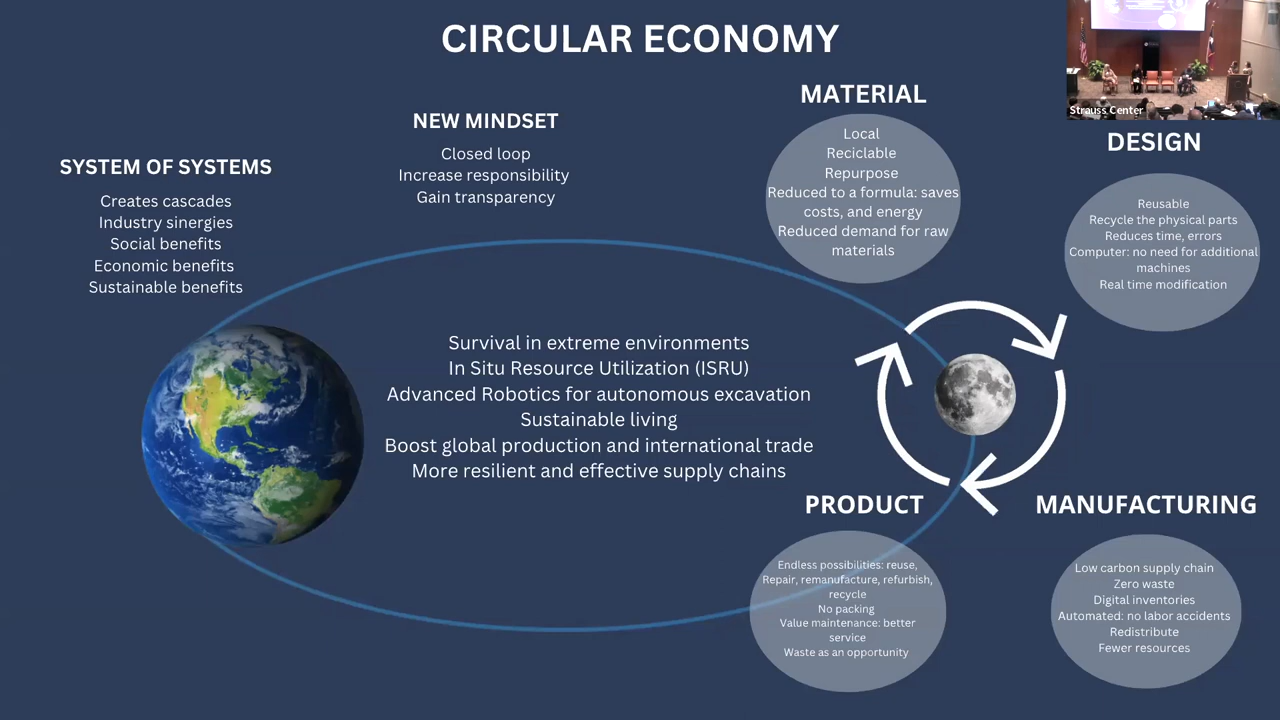 CIRCULAR ECONOMY
Strauss Center
SYSTEM OF SYSTEMS
Creates cascades
Industry sinergies
Social benefits
Economic benefits
Sustainable benefits
NEW MINDSET
Closed loop
Increase responsibility
Gain transparency
MATERIAL
Local
Reciclable
Repurpose
Reduced to a formula: saves
costs, and energy
Reduced demand for raw
materials
DESIGN
Reusable
Recycle the physical parts
Reduces time, errors
Computer: no need for additional
machines
Real time modification
Survival in extreme environments
In Situ Resource Utilization (ISRU)
Advanced Robotics for autonomous excavation
Sustainable living
Boost global production and international trade
More resilient and effective supply chains
PRODUCT
Endless possibilities: reuse,
Repair, remanufacture, refurbish,
recycle
No packing
Value maintenance: better
service
Waste as an opportunity
MANUFACTURING
Low carbon supply chain
Zero waste
Digital inventories
Automated: no labor accidents
Redistribute
Fewer resources